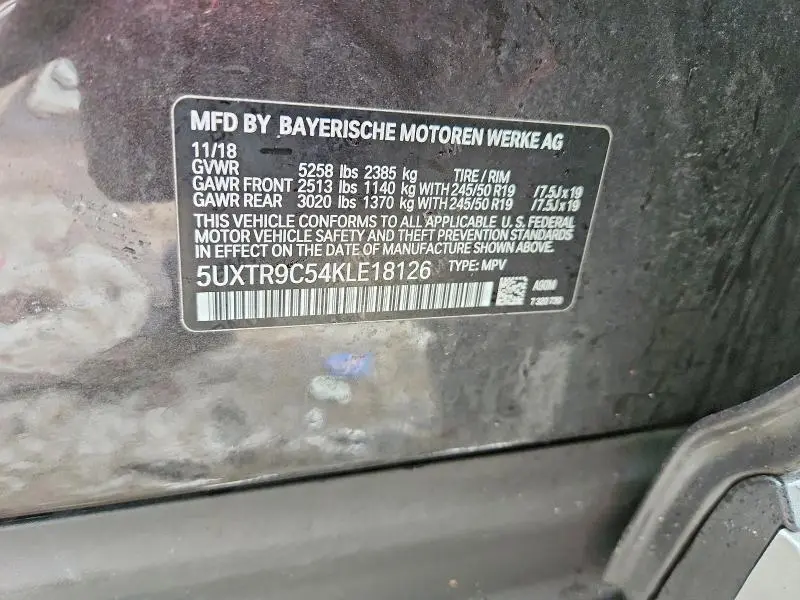 MFD BY BAYERISCHE MOTOREN WERKE AG
11/18
GVWR 5258 lbs 2385 kg TIRE / RIM
GAWR FRONT 2513 lbs 1140 kg WITH 245/50 R19 / 7.5J x 19
GAWR REAR 3020 lbs 1370 kg WITH 245/50 R19 / 7.5J x 19
THIS VEHICLE CONFORMS TO ALL APPLICABLE U.S. FEDERAL
MOTOR VEHICLE SAFETY AND THEFT PREVENTION STANDARDS
IN EFFECT ON THE DATE OF MANUFACTURE SHOWN ABOVE.
5UXTR9C54KLE18126 TYPE: MPV